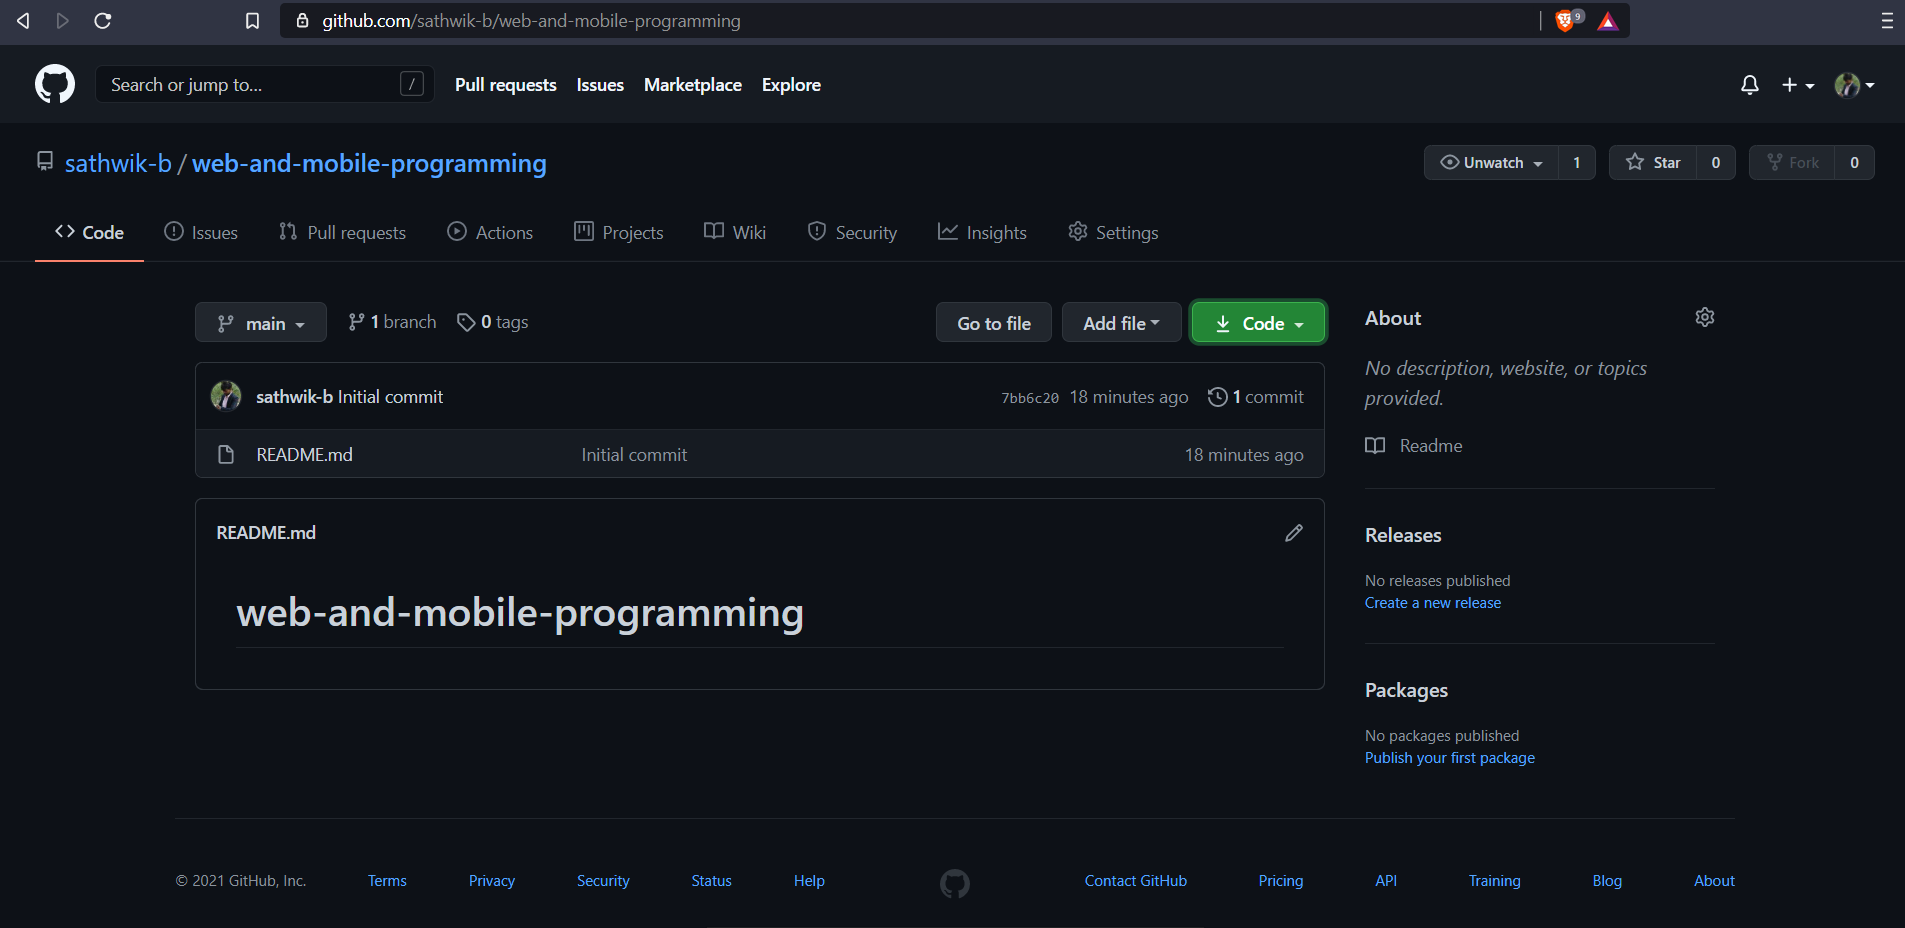 github.com/sathwik-b/web-and-mobile-programming
9
Search or jump to...
/
Pull requests
Issues
Marketplace
Explore
sathwik-b / web-and-mobile-programming
Unwatch
1
Star
0
Fork
0
Code
Issues
Pull requests
Actions
Projects
Wiki
Security
Insights
Settings
main
1 branch
0 tags
Go to file
Add file
Code
sathwik-b Initial commit
7bb6c20 18 minutes ago
1 commit
README.md
Initial commit
18 minutes ago
README.md
web-and-mobile-programming
About
No description, website, or topics
provided.
Readme
Releases
No releases published
Create a new release
Packages
No packages published
Publish your first package
© 2021 GitHub, Inc.
Terms
Privacy
Security
Status
Help
Contact GitHub
Pricing
API
Training
Blog
About